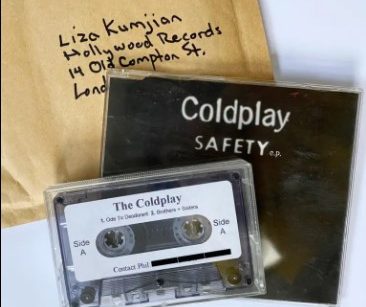 Liza Kumjian
Hollywood Records
14 Old Compton St.
Lond
Coldplay
SAFETY e.p.
The Coldplay
1. Ode To Deodorant 2. Brothers + Sisters
Side
A
Side
A
Contact Phil